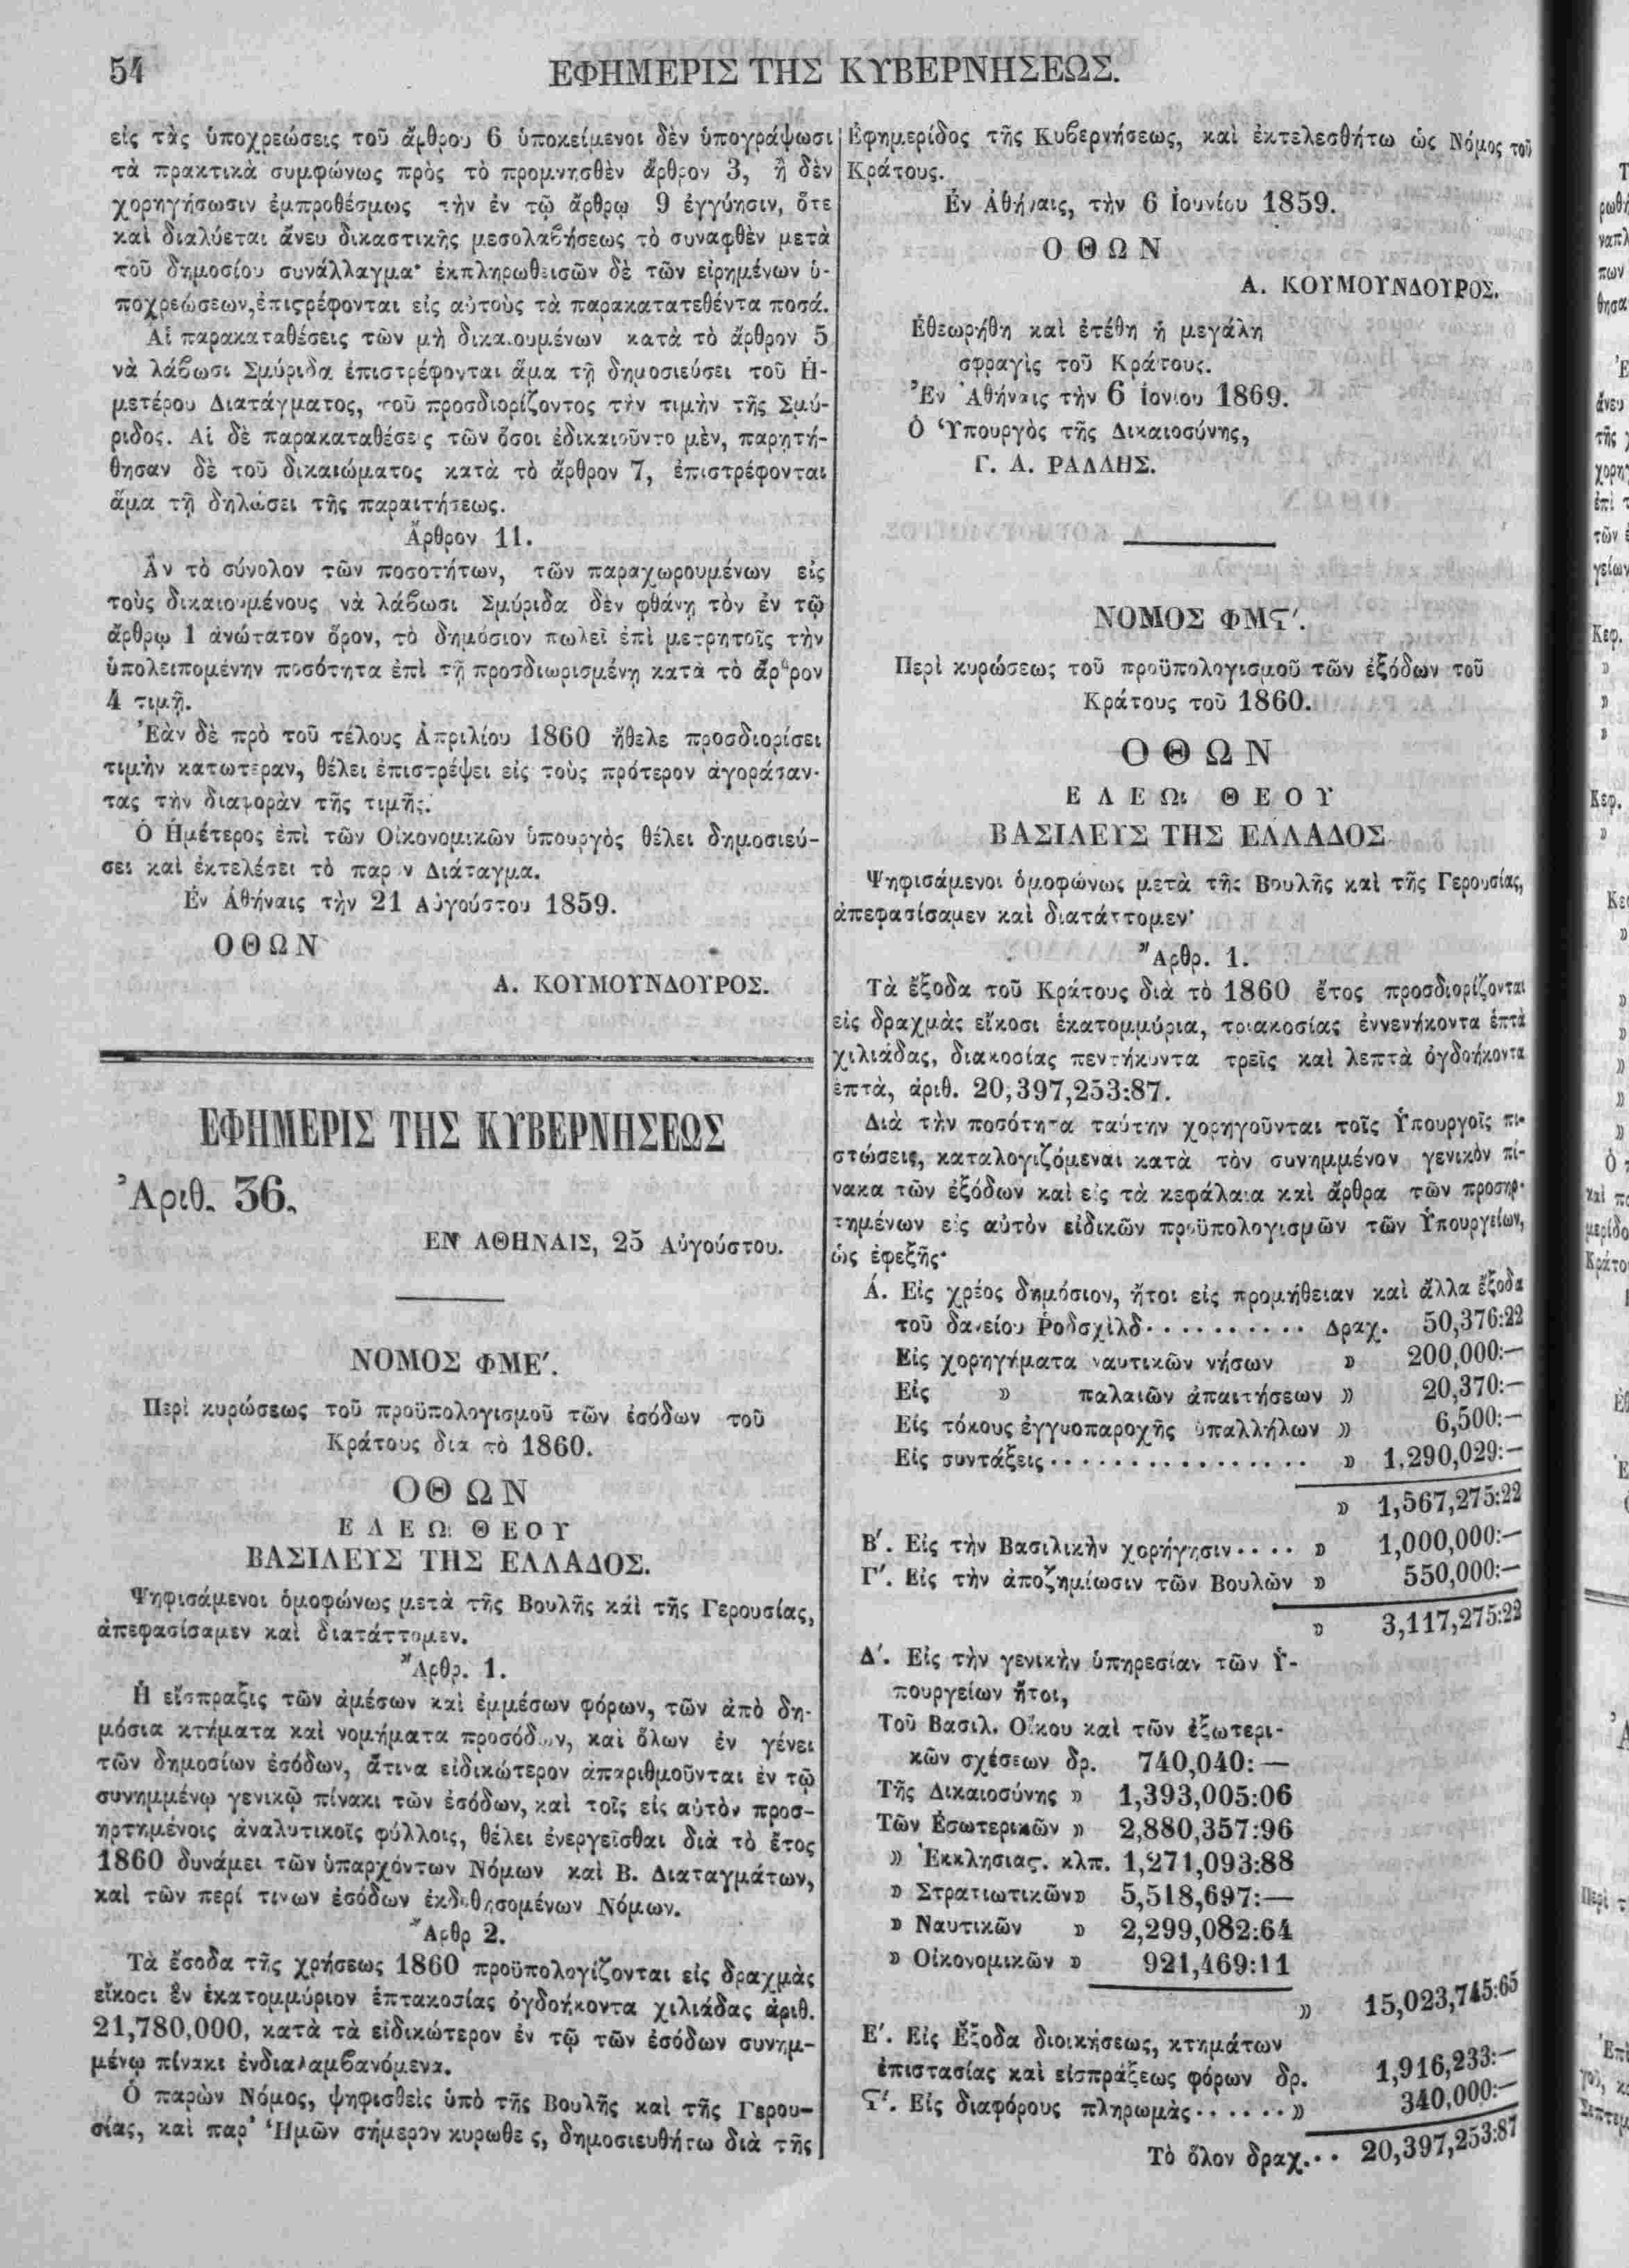 54
ΕΦΗΜΕΡΙΣ ΤΗΣ ΚΥΒΕΡΝΗΣΕΩΣ.
εἰς τὰς ὑποχρεώσεις τοῦ ἄρθρου 6 ὑποκείμενοι δὲν ὑπογράψωσι
τὰ πρακτικὰ συμφώνως πρὸς τὸ προμνησθὲν ἄρθρον 3, ἢ δὲν
χορηγήσωσιν ἐμπροθέσμως τὴν ἐν τῷ ἄρθρῳ 9 ἐγγύησιν, ὅτε
καὶ διαλύεται ἄνευ δικαστικῆς μεσολαβήσεως τὸ συναφθὲν μετὰ
τοῦ δημοσίου συνάλλαγμα· ἐκπληρωθεισῶν δὲ τῶν εἰρημένων ὑ-
ποχρεώσεων, ἐπιςρέφονται εἰς αὐτοὺς τὰ παρακατατεθέντα ποσά.
Αἱ παρακαταθέσεις τῶν μὴ δικαιουμένων κατὰ τὸ ἄρθρον 5
νὰ λάβωσι Σμύριδα ἐπιστρέφονται ἅμα τῇ δημοσιεύσει τοῦ Ἡ-
μετέρου Διατάγματος, τοῦ προσδιορίζοντος τὴν τιμὴν τῆς Σμύ-
ριδος. Αἱ δὲ παρακαταθέσεις τῶν ὅσοι ἐδικαιοῦντο μὲν, παρῃτή-
θησαν δὲ τοῦ δικαιώματος κατὰ τὸ ἄρθρον 7, ἐπιστρέφονται
ἅμα τῇ δηλώσει τῆς παραιτήσεως.
Ἄρθρον 11.
Ἂν τὸ σύνολον τῶν ποσοτήτων, τῶν παραχωρουμένων εἰς
τοὺς δικαιουμένους νὰ λάβωσι Σμύριδα δὲν φθάνῃ τὸν ἐν τῷ
ἄρθρῳ 1 ἀνώτατον ὅρον, τὸ δημόσιον πωλεῖ ἐπὶ μετρητοῖς τὴν
ὑπολειπομένην ποσότητα ἐπὶ τῇ προσδιωρισμένῃ κατὰ τὸ ἄρθρον
4 τιμῇ.
Ἐὰν δὲ πρὸ τοῦ τέλους Ἀπριλίου 1860 ἤθελε προσδιορίσει
τιμὴν κατωτέραν, θέλει ἐπιστρέψει εἰς τοὺς πρότερον ἀγοράσαν-
τας τὴν διαφορὰν τῆς τιμῆς.
Ὁ Ἡμέτερος ἐπὶ τῶν Οἰκονομικῶν ὑπουργὸς θέλει δημοσιεύ-
σει καὶ ἐκτελέσει τὸ παρὸν Διάταγμα.
Ἐν Ἀθήναις τὴν 21 Αὐγούστου 1859.
ΟΘΩΝ
Α. ΚΟΥΜΟΥΝΔΟΥΡΟΣ.
ΕΦΗΜΕΡΙΣ ΤΗΣ ΚΥΒΕΡΝΗΣΕΩΣ
Ἀριθ. 36.
ΕΝ ΑΘΗΝΑΙΣ, 25 Αὐγούστου.
ΝΟΜΟΣ ΦΜΕ΄.
Περὶ κυρώσεως τοῦ προϋπολογισμοῦ τῶν ἐσόδων τοῦ
Κράτους διὰ τὸ 1860.
ΟΘΩΝ
ΕΛΕΩι ΘΕΟΥ
ΒΑΣΙΛΕΥΣ ΤΗΣ ΕΛΛΑΔΟΣ.
Ψηφισάμενοι ὁμοφώνως μετὰ τῆς Βουλῆς καὶ τῆς Γερουσίας,
ἀπεφασίσαμεν καὶ διατάττομεν.
Ἄρθρ. 1.
Ἡ εἴσπραξις τῶν ἀμέσων καὶ ἐμμέσων φόρων, τῶν ἀπὸ δη-
μόσια κτήματα καὶ νομήματα προσόδων, καὶ ὅλων ἐν γένει
τῶν δημοσίων ἐσόδων, ἅτινα εἰδικώτερον ἀπαριθμοῦνται ἐν τῷ
συνημμένῳ γενικῷ πίνακι τῶν ἐσόδων, καὶ τοῖς εἰς αὐτὸν προσ-
ηρτημένοις ἀναλυτικοῖς φύλλοις, θέλει ἐνεργεῖσθαι διὰ τὸ ἔτος
1860 δυνάμει τῶν ὑπαρχόντων Νόμων καὶ Β. Διαταγμάτων,
καὶ τῶν περί τινων ἐσόδων ἐκδοθησομένων Νόμων.
Ἄρθρ 2.
Τὰ ἔσοδα τῆς χρήσεως 1860 προϋπολογίζονται εἰς δραχμὰς
εἴκοσι ἓν ἑκατομμύριον ἑπτακοσίας ὀγδοήκοντα χιλιάδας ἀριθ.
21,780,000, κατὰ τὰ εἰδικώτερον ἐν τῷ τῶν ἐσόδων συνημ-
μένῳ πίνακι ἐνδιαλαμβανόμενα.
Ὁ παρὼν Νόμος, ψηφισθεὶς ὑπὸ τῆς Βουλῆς καὶ τῆς Γερου-
σίας, καὶ παρ' Ἡμῶν σήμερον κυρωθεὶς, δημοσιευθήτω διὰ τῆς
Ἐφημερίδος τῆς Κυβερνήσεως, καὶ ἐκτελεσθήτω ὡς Νόμος τοῦ
Κράτους.
Ἐν Ἀθήναις, τὴν 6 Ἰουνίου 1859.
ΟΘΩΝ
Α. ΚΟΥΜΟΥΝΔΟΥΡΟΣ.
Ἐθεωρήθη καὶ ἐτέθη ἡ μεγάλη
σφραγὶς τοῦ Κράτους.
Ἐν Ἀθήναις τὴν 6 Ἰονίου 1869.
Ὁ Ὑπουργὸς τῆς Δικαιοσύνης,
Γ. Α. ΡΑΛΛΗΣ.
ΝΟΜΟΣ ΦΜϚ΄.
Περὶ κυρώσεως τοῦ προϋπολογισμοῦ τῶν ἐξόδων τοῦ
Κράτους τοῦ 1860.
ΟΘΩΝ
ΕΛΕΩι ΘΕΟΥ
ΒΑΣΙΛΕΥΣ ΤΗΣ ΕΛΛΑΔΟΣ
Ψηφισάμενοι ὁμοφώνως μετὰ τῆς Βουλῆς καὶ τῆς Γερουσίας,
ἀπεφασίσαμεν καὶ διατάττομεν·
Ἄρθρ. 1.
Τὰ ἔξοδα τοῦ Κράτους διὰ τὸ 1860 ἔτος προσδιορίζονται
εἰς δραχμὰς εἴκοσι ἑκατομμύρια, τριακοσίας ἐννενήκοντα ἑπτὰ
χιλιάδας, διακοσίας πεντήκοντα τρεῖς καὶ λεπτὰ ὀγδοήκοντα
ἑπτὰ, ἀριθ. 20,397,253:87.
Διὰ τὴν ποσότητα ταύτην χορηγοῦνται τοῖς Ὑπουργοῖς πι-
στώσεις, καταλογιζόμεναι κατὰ τὸν συνημμένον γενικὸν πί-
νακα τῶν ἐξόδων καὶ εἰς τὰ κεφάλαια καὶ ἄρθρα τῶν προσηρ-
τημένων εἰς αὐτὸν εἰδικῶν προϋπολογισμῶν τῶν Ὑπουργείων,
ὡς ἐφεξῆς·
Ά. Εἰς χρέος δημόσιον, ἤτοι εἰς προμήθειαν καὶ ἄλλα ἔξοδα
τοῦ δανείου Ῥοδσχὶλδ.......... Δραχ. 50,376:22
Εἰς χορηγήματα ναυτικῶν νήσων » 200,000:—
Εἰς » παλαιῶν ἀπαιτήσεων » 20,370:—
Εἰς τόκους ἐγγυοπαροχῆς ὑπαλλήλων » 6,500:—
Εἰς συντάξεις................ » 1,290,029:—
» 1,567,275:22
Β΄. Εἰς τὴν Βασιλικὴν χορήγησιν.... » 1,000,000:—
Γ΄. Εἰς τὴν ἀποζημίωσιν τῶν Βουλῶν » 550,000:—
» 3,117,275:22
Δ΄. Εἰς τὴν γενικὴν ὑπηρεσίαν τῶν Ὑ-
πουργείων ἤτοι,
Τοῦ Βασιλ. Οἴκου καὶ τῶν ἐξωτερι-
κῶν σχέσεων δρ. 740,040:—
Τῆς Δικαιοσύνης » 1,393,005:06
Τῶν Ἐσωτερικῶν » 2,880,357:96
» Ἐκκλησιας. κλπ. 1,271,093:88
» Στρατιωτικῶν» 5,518,697:—
» Ναυτικῶν » 2,299,082:64
» Οἰκονομικῶν » 921,469:11
» 15,023,745:65
Ε΄. Εἰς Ἔξοδα διοικήσεως, κτημάτων
ἐπιστασίας καὶ εἰσπράξεως φόρων δρ. 1,916,233:—
Ϛ΄. Εἰς διαφόρους πληρωμὰς......» 340,000:—
Τὸ ὅλον δραχ... 20,397,253:87